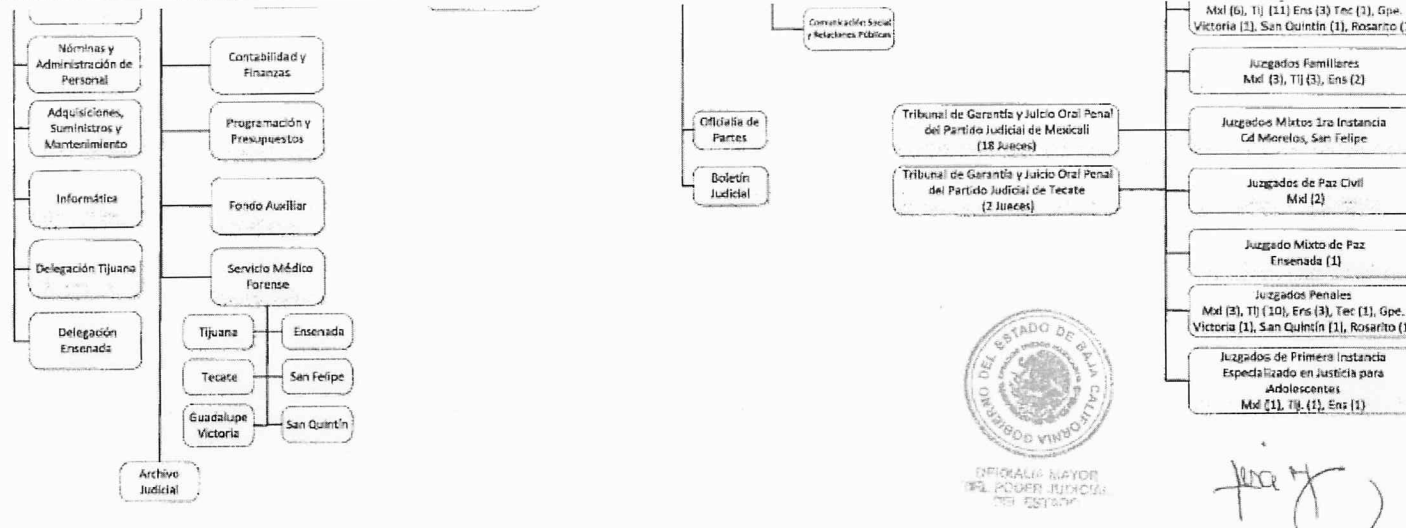 Nóminas y
Administración de
Personal
Adquisiciones,
Suministros y
Mantenimiento
Informática
Delegación Tijuana
Delegación
Ensenada
Contabilidad y
Finanzas
Programación y
Presupuestos
Fondo Auxiliar
Servicio Médico
Forense
Tijuana
Ensenada
Tecate
San Felipe
Guadalupe
Victoria
San Quintín
Archivo
Judicial
Comunicación Social
y Relaciones Públicas
Oficialía de
Partes
Boletín
Judicial
Tribunal de Garantía y Juicio Oral Penal
del Partido Judicial de Mexicali
(18 Jueces)
Tribunal de Garantía y Juicio Oral Penal
del Partido Judicial de Tecate
(2 Jueces)
Mxl (6), Tij (11) Ens (3) Tec (1), Gpe.
Victoria (1), San Quintín (1), Rosarito (
Juzgados Familiares
Mxl (3), Tij (3), Ens (2)
Juzgados Mixtos 1ra Instancia
Cd Morelos, San Felipe
Juzgados de Paz Civil
Mxl (2)
Juzgado Mixto de Paz
Ensenada (1)
Juzgados Penales
Mxl (3), Tij (10), Ens (3), Tec (1), Gpe.
Victoria (1), San Quintín (1), Rosarito (1
Juzgados de Primera Instancia
Especializado en Justicia para
Adolescentes
Mxl (1), Tij. (1), Ens (1)
GOBIERNO DEL ESTADO DE BAJA CALIFORNIA
OFICIALIA MAYOR
DEL PODER JUDICIAL
DEL ESTADO